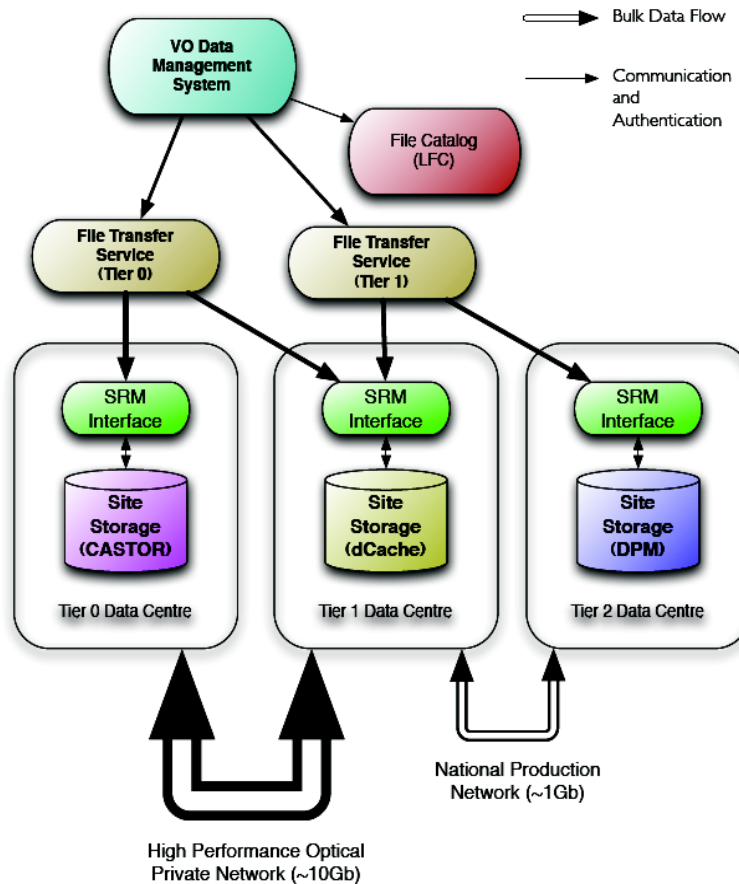 Bulk Data Flow
Communication
and
Authentication
VO Data
Management
System
File Catalog
(LFC)
File Transfer
Service
(Tier 0)
File Transfer
Service
(Tier 1)
SRM
Interface
SRM
Interface
SRM
Interface
Site
Storage
(CASTOR)
Site
Storage
(dCache)
Site
Storage
(DPM)
Tier 0 Data Centre
Tier 1 Data Centre
Tier 2 Data Centre
National Production
Network (~1Gb)
High Performance Optical
Private Network (~10Gb)